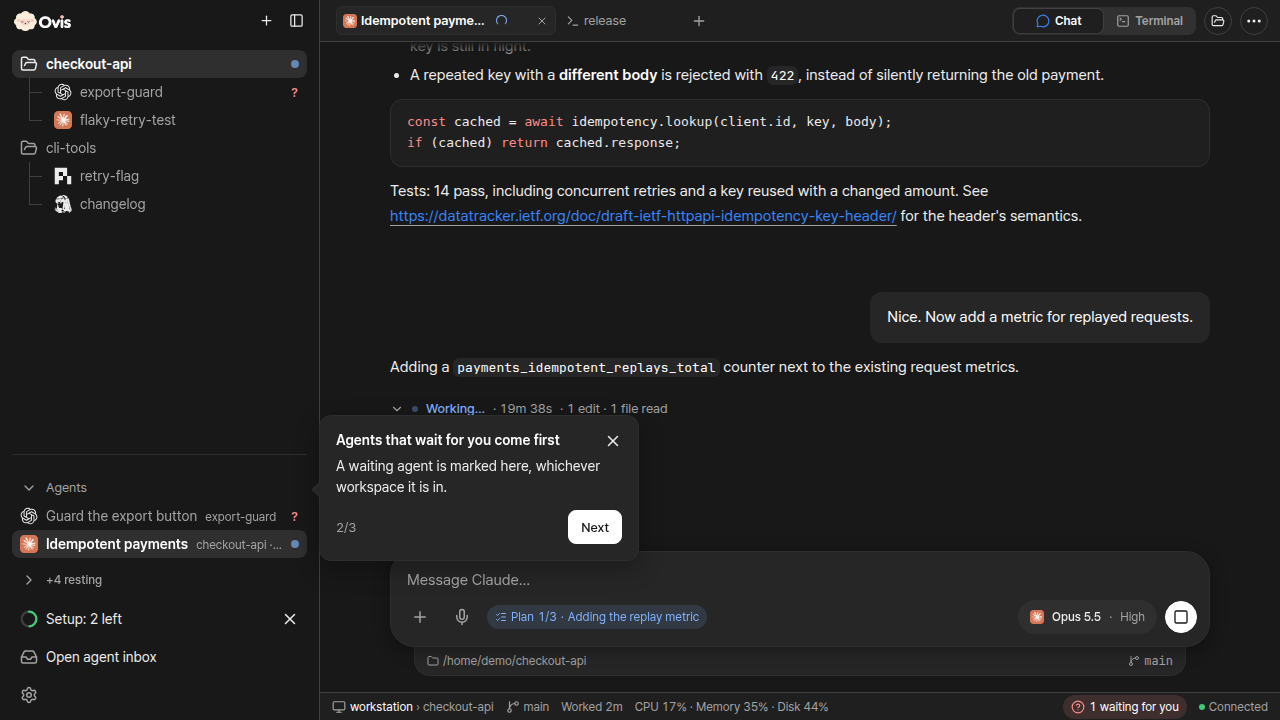 Ovis
checkout-api
export-guard ?
flaky-retry-test
cli-tools
retry-flag
changelog
Agents
Guard the export button export-guard ?
Idempotent payments checkout-api ·...
+4 resting
Setup: 2 left
Open agent inbox
Idempotent payme...
release
Chat
Terminal
key is still in flight.
• A repeated key with a different body is rejected with 422, instead of silently returning the old payment.
const cached = await idempotency.lookup(client.id, key, body);
if (cached) return cached.response;
Tests: 14 pass, including concurrent retries and a key reused with a changed amount. See
https://datatracker.ietf.org/doc/draft-ietf-httpapi-idempotency-key-header/ for the header's semantics.
Nice. Now add a metric for replayed requests.
Adding a payments_idempotent_replays_total counter next to the existing request metrics.
Working... · 19m 38s · 1 edit · 1 file read
Agents that wait for you come first
A waiting agent is marked here, whichever
workspace it is in.
2/3
Next
Message Claude...
Plan 1/3 · Adding the replay metric
Opus 5.5 · High
/home/demo/checkout-api
main
workstation › checkout-api
main
Worked 2m
CPU 17% · Memory 35% · Disk 44%
1 waiting for you
Connected